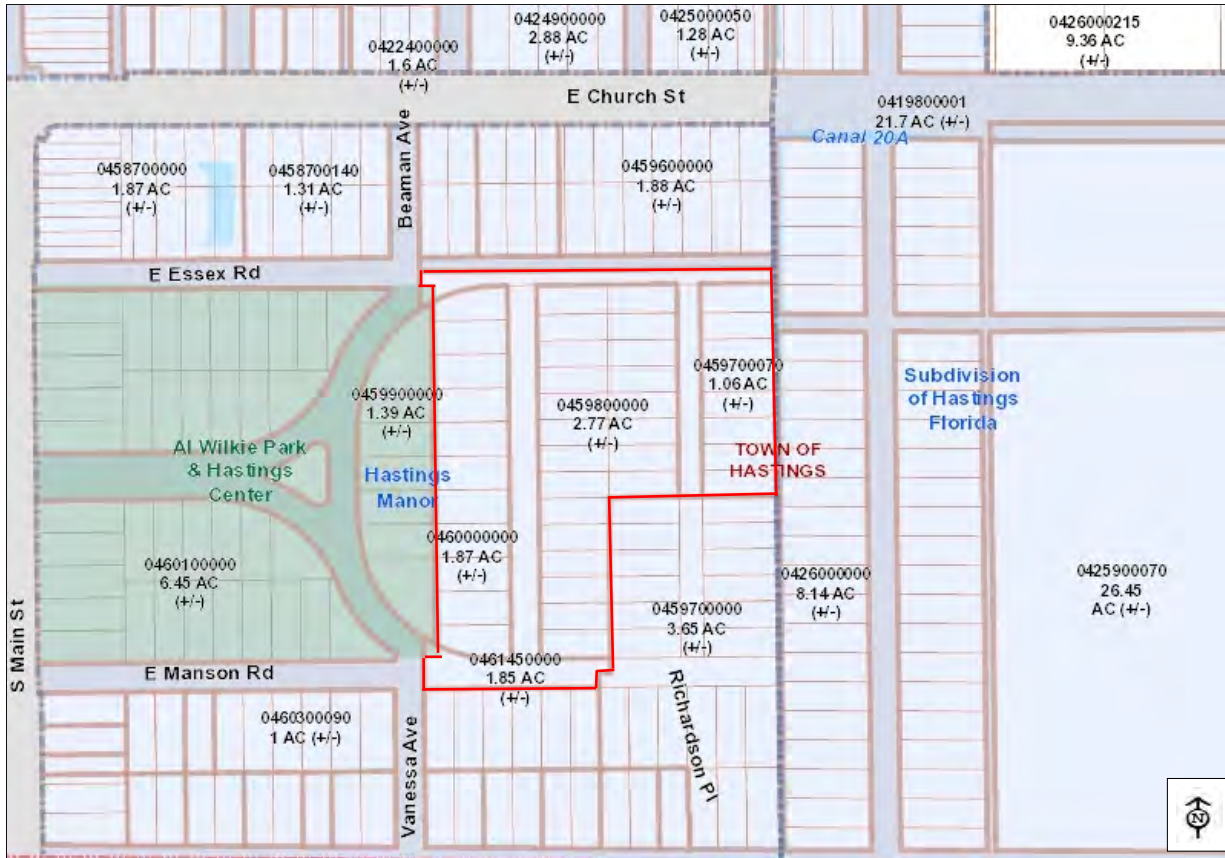 0424900000
2.88 AC
(+/-)
0425000050
1.28 AC
(+/-)
0426000215
9.36 AC
(+/-)
0422400000
1.6 AC
(+/-)
E Church St
0419800001
21.7 AC (+/-)
Canal 20A
Beaman Ave
0458700000
1.87 AC
(+/-)
0458700140
1.31 AC
(+/-)
0459600000
1.88 AC
(+/-)
E Essex Rd
0459900000
1.39 AC
(+/-)
0459800000
2.77 AC
(+/-)
0459700070
1.06 AC
(+/-)
Subdivision
of Hastings
Florida
Al Wilkie Park
& Hastings
Center
Hastings
Manor
TOWN OF
HASTINGS
0460100000
6.45 AC
(+/-)
0460000000
1.87 AC
(+/-)
0459700000
3.65 AC
(+/-)
0426000000
8.14 AC
(+/-)
0425900070
26.45
AC (+/-)
S Main St
E Manson Rd
0461450000
1.85 AC
(+/-)
0460300090
1 AC (+/-)
Vanessa Ave
Richardson Pl
N